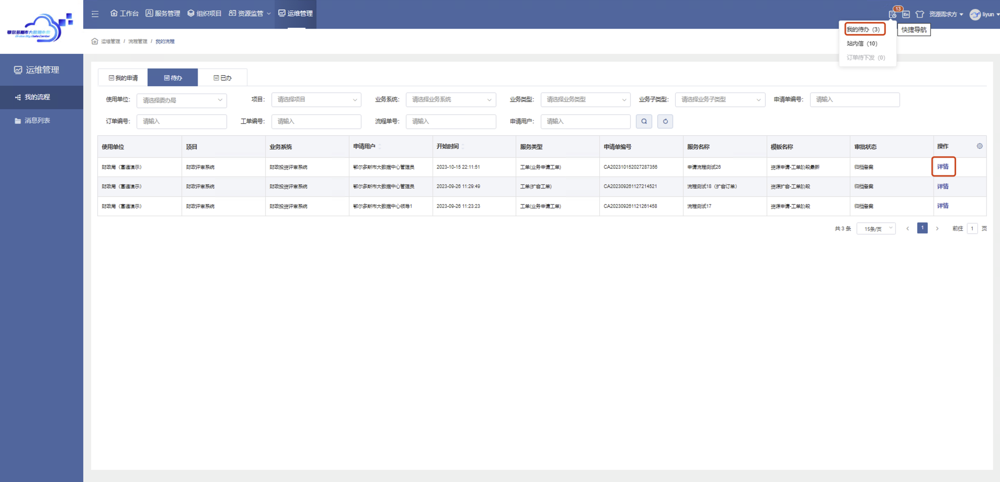 工作台 服务管理 组织项目 资源监管 运维管理 13 En 资源需求方 liyun
鄂尔多斯市大数据中心
Ordos Big Data Center
运维管理 / 流程管理 / 我的流程
我的待办 (3)
站内信 (10)
订单待下发 (0)
快捷导航
运维管理
我的流程
消息列表
我的申请 待办 已办
使用单位: 请选择委办局 项目: 请选择项目 业务系统: 请选择业务系统 业务类型: 请选择业务类型 业务子类型: 请选择业务子类型 申请单编号: 请输入
订单编号: 请输入 工单编号: 请输入 流程单号: 请输入 申请用户: 请输入
使用单位 项目 业务系统 申请用户 开始时间 服务类型 申请单编号 服务名称 模板名称 审批状态 操作
财政局（富通演示） 财政评审系统 财政投资评审系统 鄂尔多斯市大数据中心管理员 2023-10-15 22:11:51 工单(业务申请工单) CA202310152027287356 申请流程测试26 资源申请-工单阶段最新 归档备案 详情
财政局（富通演示） 财政评审系统 财政投资评审系统 鄂尔多斯市大数据中心管理员 2023-09-26 11:29:49 工单(扩容工单) CA202309261127214521 流程测试18（扩容订单） 资源扩容-工单阶段 归档备案 详情
财政局（富通演示） 财政评审系统 财政投资评审系统 鄂尔多斯市大数据中心领导1 2023-09-26 11:23:23 工单(业务申请工单) CA202309261121261458 流程测试17 资源申请-工单阶段 归档备案 详情
共 3 条 15条/页 1 前往 1 页